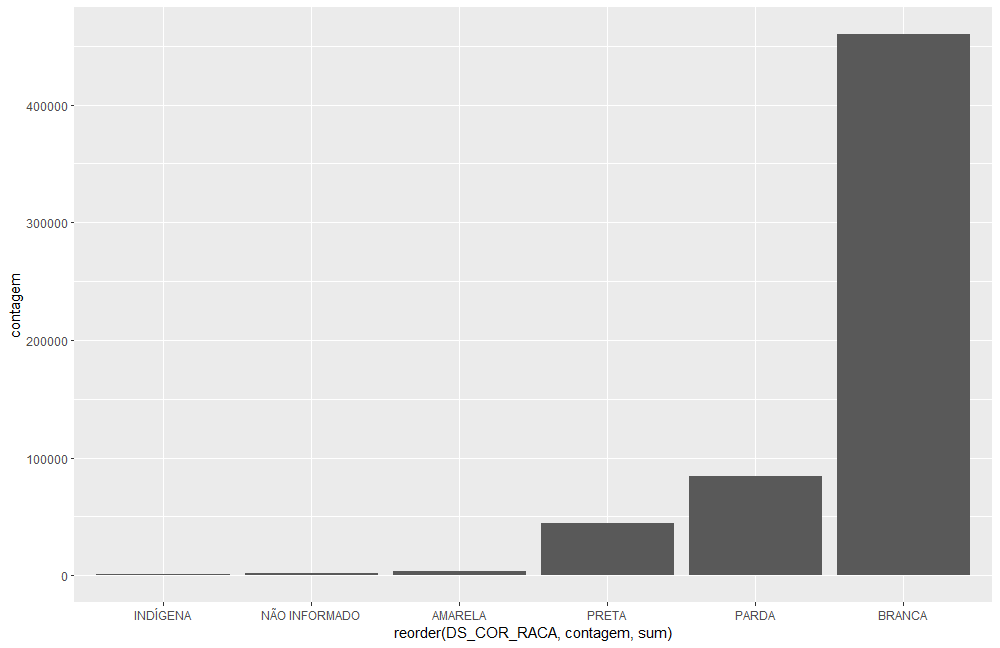 400000
300000
200000
100000
0
contagem
INDÍGENA
NÃO INFORMADO
AMARELA
PRETA
PARDA
BRANCA
reorder(DS_COR_RACA, contagem, sum)